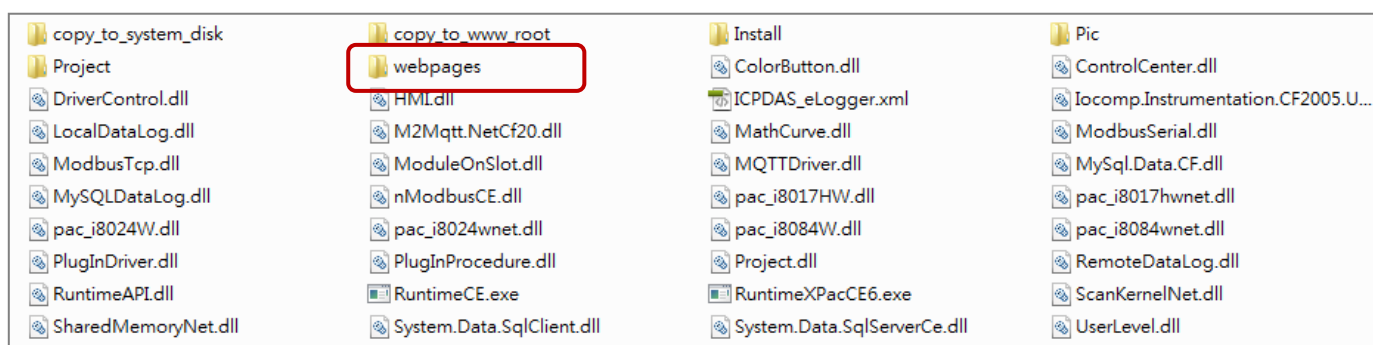 copy_to_system_disk copy_to_www_root Install Pic
Project webpages ColorButton.dll ControlCenter.dll
DriverControl.dll HMI.dll ICPDAS_eLogger.xml Iocomp.Instrumentation.CF2005.U...
LocalDataLog.dll M2Mqtt.NetCf20.dll MathCurve.dll ModbusSerial.dll
ModbusTcp.dll ModuleOnSlot.dll MQTTDriver.dll MySql.Data.CF.dll
MySQLDataLog.dll nModbusCE.dll pac_i8017HW.dll pac_i8017hwnet.dll
pac_i8024W.dll pac_i8024wnet.dll pac_i8084W.dll pac_i8084wnet.dll
PlugInDriver.dll PlugInProcedure.dll Project.dll RemoteDataLog.dll
RuntimeAPI.dll RuntimeCE.exe RuntimeXPacCE6.exe ScanKernelNet.dll
SharedMemoryNet.dll System.Data.SqlClient.dll System.Data.SqlServerCe.dll UserLevel.dll